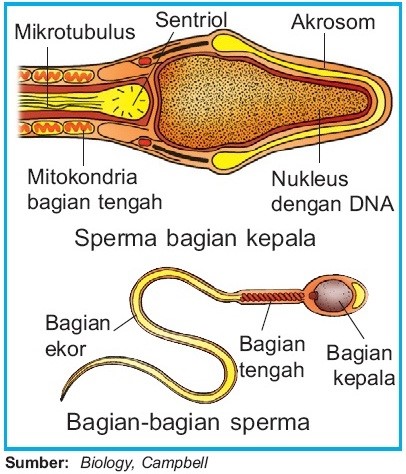 Mikrotubulus
Sentriol
Akrosom
Mitokondria
bagian tengah
Nukleus
dengan DNA
Sperma bagian kepala
Bagian
ekor
Bagian
tengah
Bagian
kepala
Bagian-bagian sperma
Sumber: Biology, Campbell